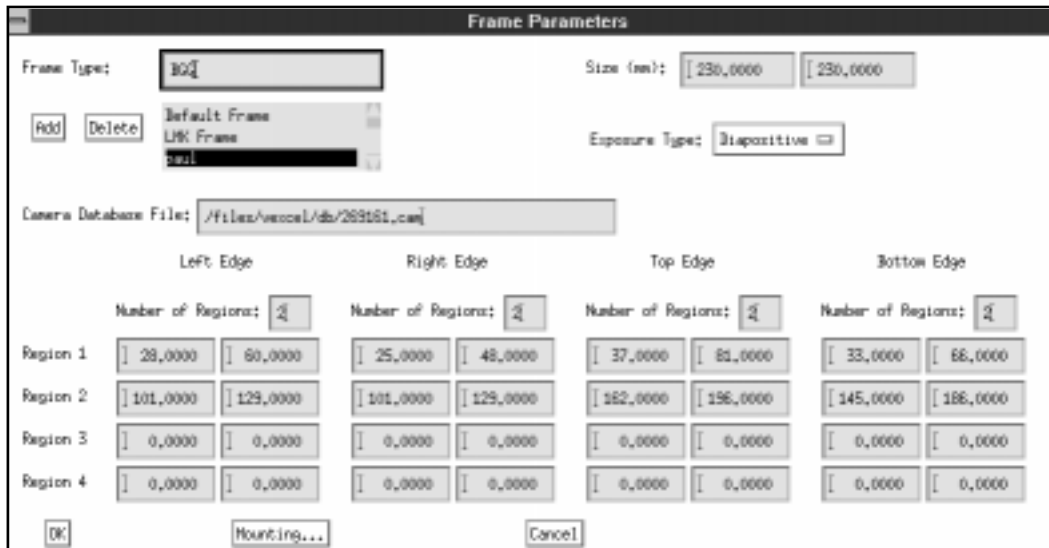 Frame Parameters
Frame Type: Size (mm): 230.0000 230.0000
Add Delete Default Frame
LMK Frame
paul
Exposure Type: Diapositive
Camera Database File: /files/vexcel/db/269161.cam
Left Edge Right Edge Top Edge Bottom Edge
Number of Regions: 2 Number of Regions: 2 Number of Regions: 2 Number of Regions: 2
Region 1 28.0000 60.0000 25.0000 48.0000 37.0000 81.0000 33.0000 66.0000
Region 2 101.0000 129.0000 101.0000 129.0000 162.0000 196.0000 145.0000 186.0000
Region 3 0.0000 0.0000 0.0000 0.0000 0.0000 0.0000 0.0000 0.0000
Region 4 0.0000 0.0000 0.0000 0.0000 0.0000 0.0000 0.0000 0.0000
OK Mounting... Cancel